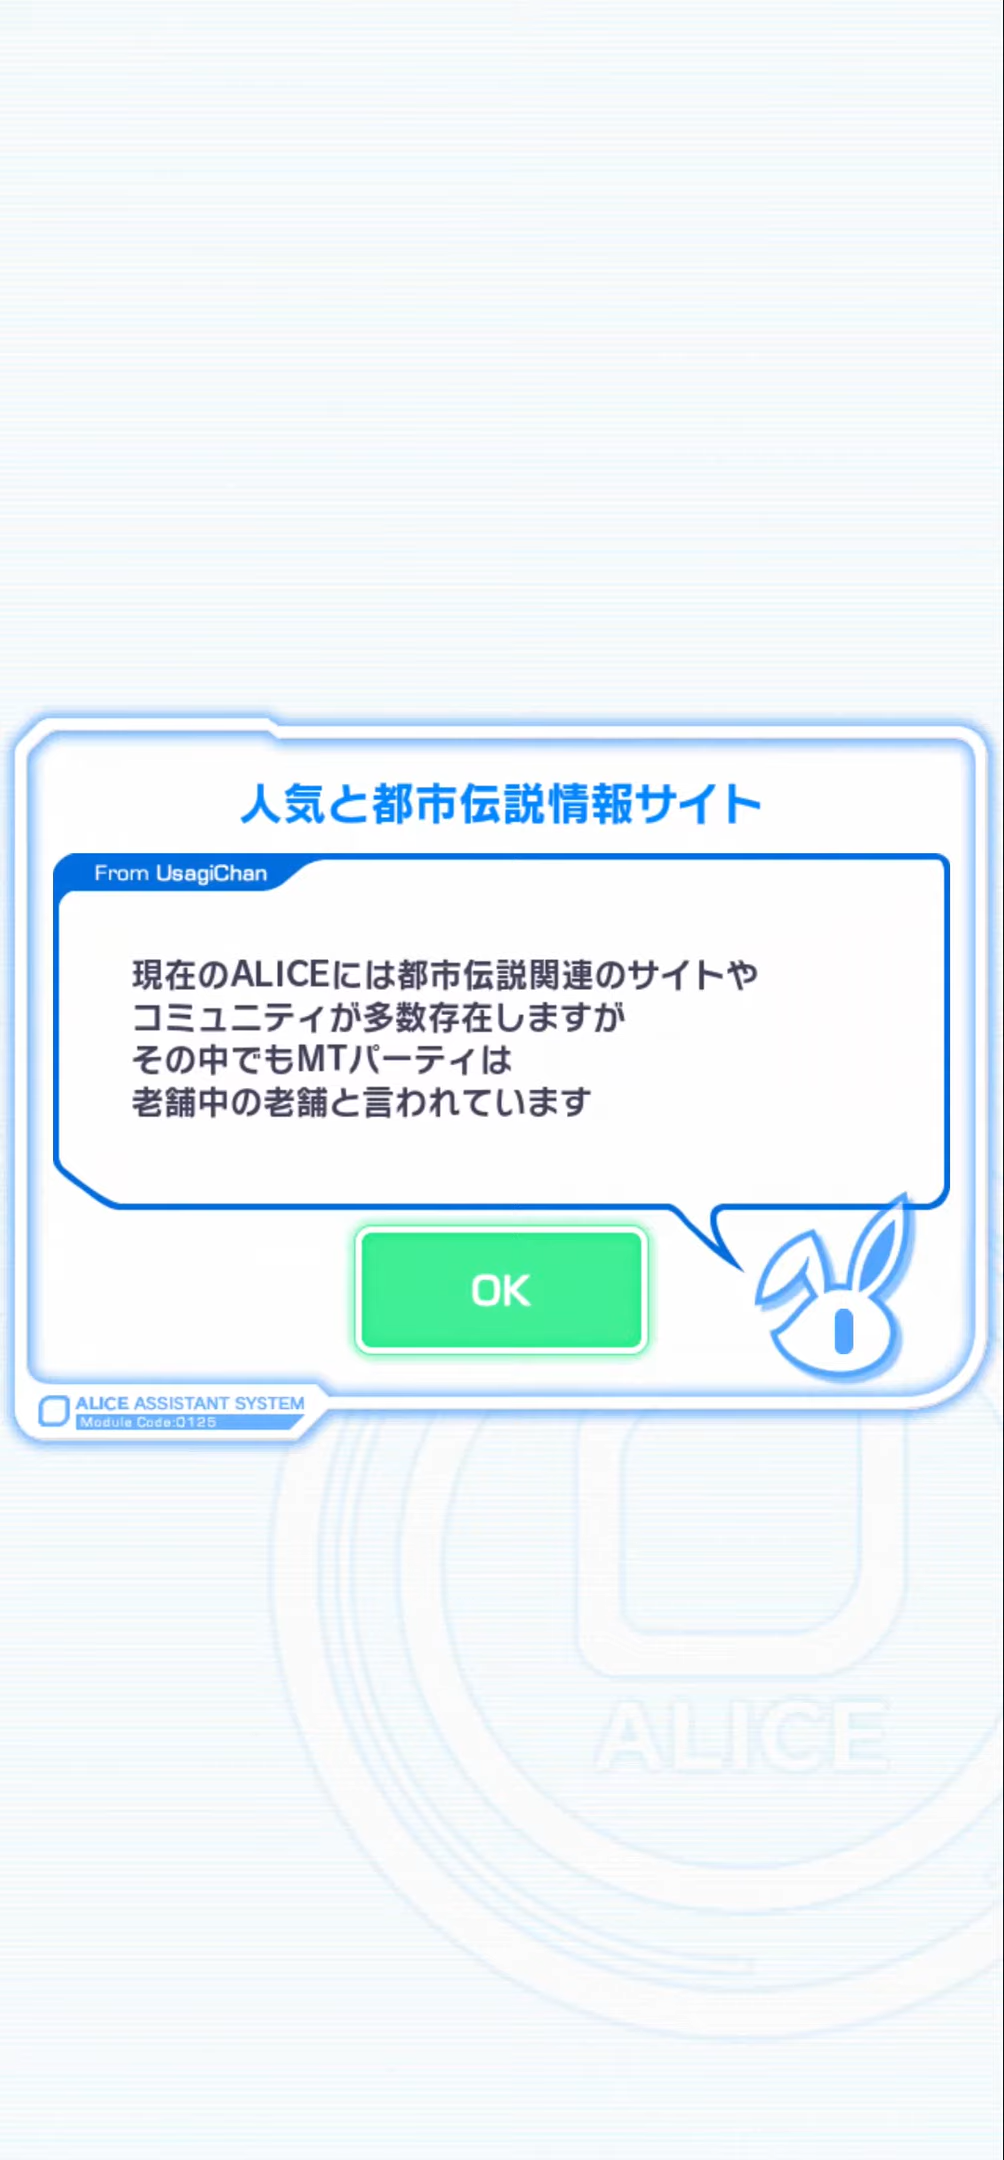 人気と都市伝説情報サイト
From UsagiChan
現在のALICEには都市伝説関連のサイトや
コミュニティが多数存在しますが
その中でもMTパーティは
老舗中の老舗と言われています
OK
ALICE ASSISTANT SYSTEM
Module Code:0125
ALICE